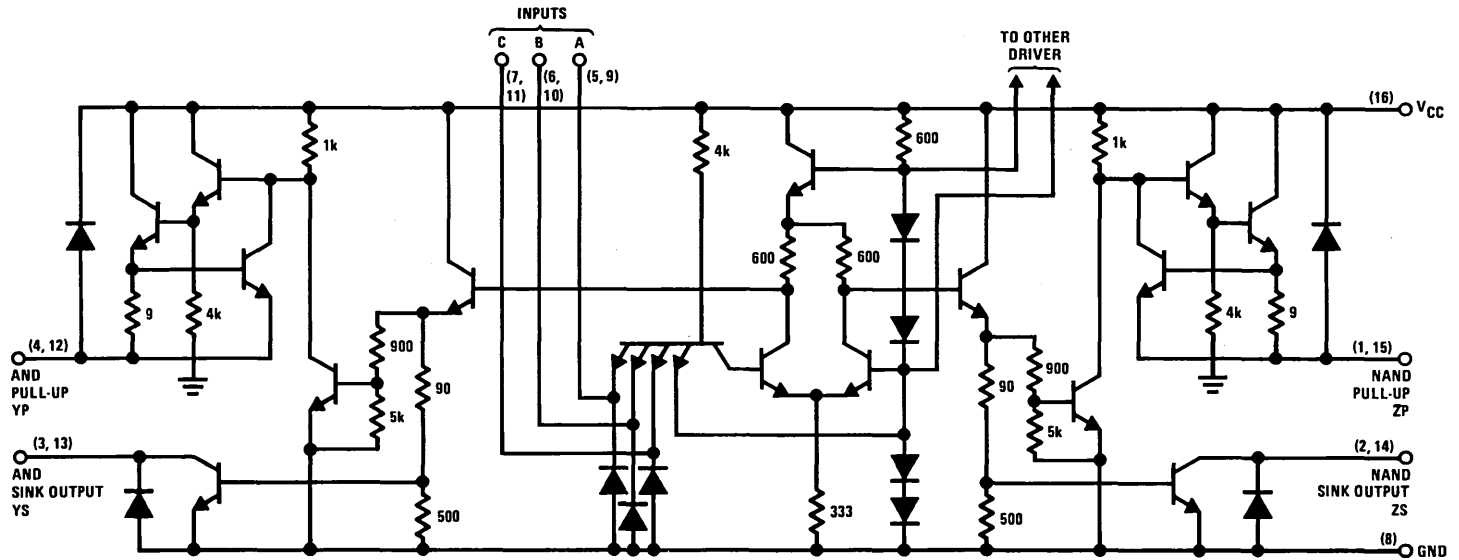 INPUTS
C B A
(7, 11) (6, 10) (5, 9)
TO OTHER
DRIVER
(16) VCC
1k
4k
600
1k
600
600
9
4k
4k
9
900
90
5k
90
900
5k
(4, 12)
AND
PULL-UP
YP
(1, 15)
NAND
PULL-UP
ZP
(3, 13)
AND
SINK OUTPUT
YS
(2, 14)
NAND
SINK OUTPUT
ZS
500
333
500
(8) GND